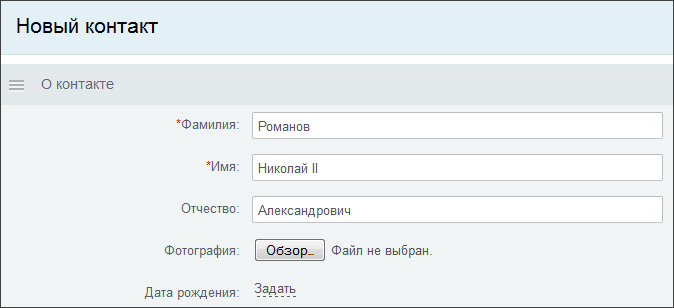 Новый контакт
О контакте
*Фамилия: Романов
*Имя: Николай II
Отчество: Александрович
Фотография: Обзор… Файл не выбран.
Дата рождения: Задать